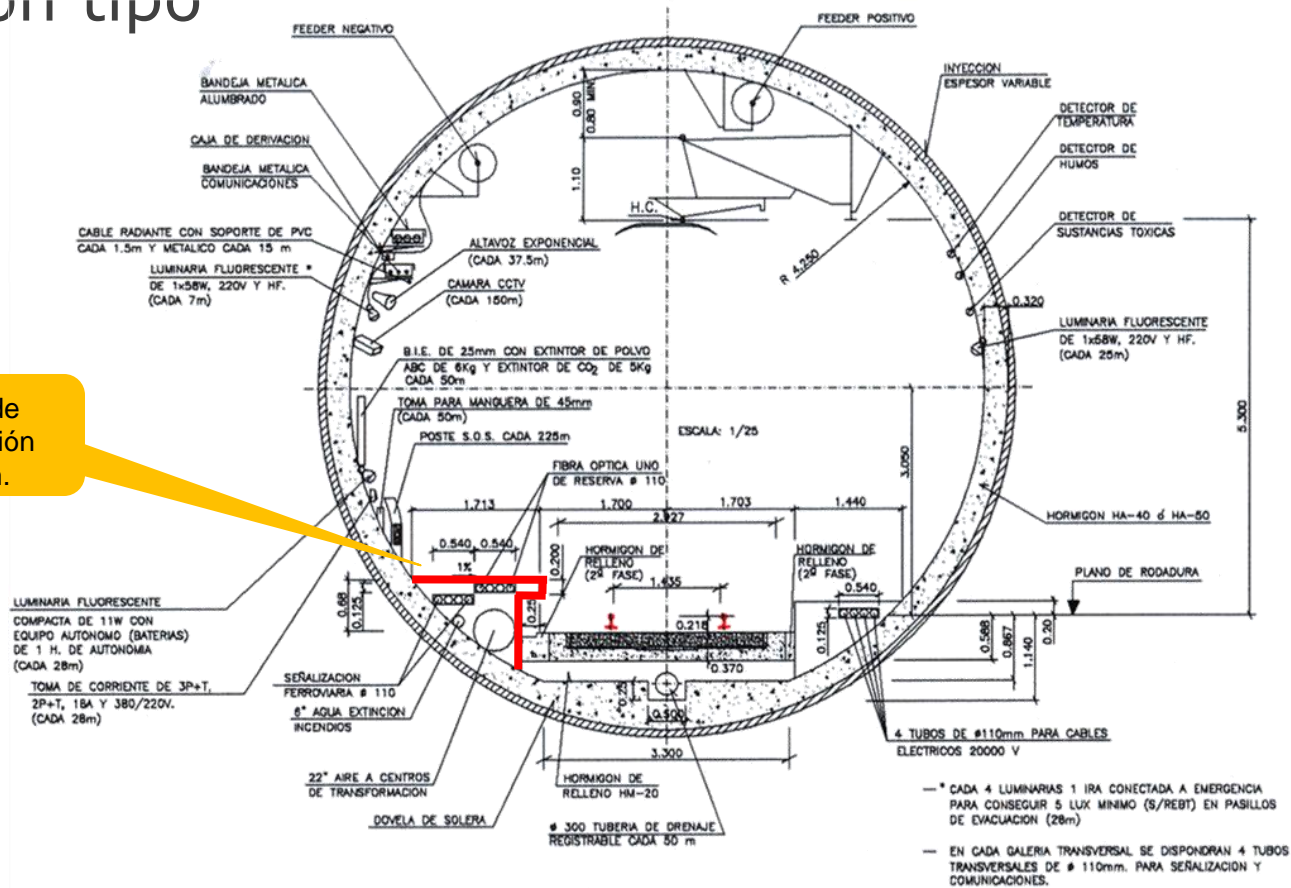 ón tipo
FEEDER NEGATIVO
FEEDER POSITIVO
BANDEJA METALICA
ALUMBRADO
INYECCION
ESPESOR VARIABLE
0.90
0.80 MIN
DETECTOR DE
TEMPERATURA
CAJA DE DERIVACION
DETECTOR DE
HUMOS
BANDEJA METALICA
COMUNICACIONES
1.10
H.C.
DETECTOR DE
SUSTANCIAS TOXICAS
CABLE RADIANTE CON SOPORTE DE PVC
CADA 1.5m Y METALICO CADA 15 m
ALTAVOZ EXPONENCIAL
(CADA 37.5m)
R 4.250
LUMINARIA FLUORESCENTE *
DE 1x58W, 220V Y HF.
(CADA 7m)
CAMARA CCTV
(CADA 150m)
0.320
LUMINARIA FLUORESCENTE
DE 1x58W, 220V Y HF.
(CADA 25m)
B.I.E. DE 25mm CON EXTINTOR DE POLVO
ABC DE 6Kg Y EXTINTOR DE CO2 DE 5Kg
CADA 50m
de
ión
TOMA PARA MANGUERA DE 45mm
(CADA 50m)
POSTE S.O.S. CADA 225m
ESCALA: 1/25
5.300
3.050
FIBRA OPTICA UNO
DE RESERVA ø 110
1.713
1.700
1.703
1.440
2.927
HORMIGON HA-40 ó HA-50
0.540
0.540
1%
0.200
HORMIGON DE
RELLENO
(2ª FASE)
HORMIGON DE
RELLENO
(2ª FASE)
1.435
0.540
PLANO DE RODADURA
0.68
0.125
0.25
0.218
0.125
0.588
0.867
1.140
0.20
0.370
LUMINARIA FLUORESCENTE
COMPACTA DE 11W CON
EQUIPO AUTONOMO (BATERIAS)
DE 1 H. DE AUTONOMIA
(CADA 28m)
TOMA DE CORRIENTE DE 3P+T,
2P+T, 16A Y 380/220V.
(CADA 28m)
SEÑALIZACION
FERROVIARIA ø 110
6" AGUA EXTINCION
INCENDIOS
0.25
0.500
3.300
4 TUBOS DE ø110mm PARA CABLES
ELECTRICOS 20000 V
22" AIRE A CENTROS
DE TRANSFORMACION
HORMIGON DE
RELLENO HM-20
DOVELA DE SOLERA
ø 300 TUBERIA DE DRENAJE
REGISTRABLE CADA 50 m
—* CADA 4 LUMINARIAS 1 IRA CONECTADA A EMERGENCIA
PARA CONSEGUIR 5 LUX MINIMO (S/REBT) EN PASILLOS
DE EVACUACION (28m)
— EN CADA GALERIA TRANSVERSAL SE DISPONDRAN 4 TUBOS
TRANSVERSALES DE ø 110mm. PARA SEÑALIZACION Y
COMUNICACIONES.